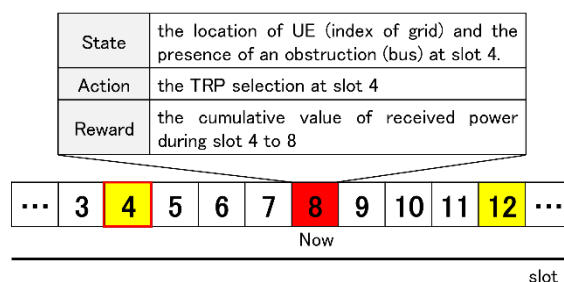 State
the location of UE (index of grid) and the
presence of an obstruction (bus) at slot 4.
Action
the TRP selection at slot 4
Reward
the cumulative value of received power
during slot 4 to 8
… 3 4 5 6 7 8 9 10 11 12 …
Now
slot